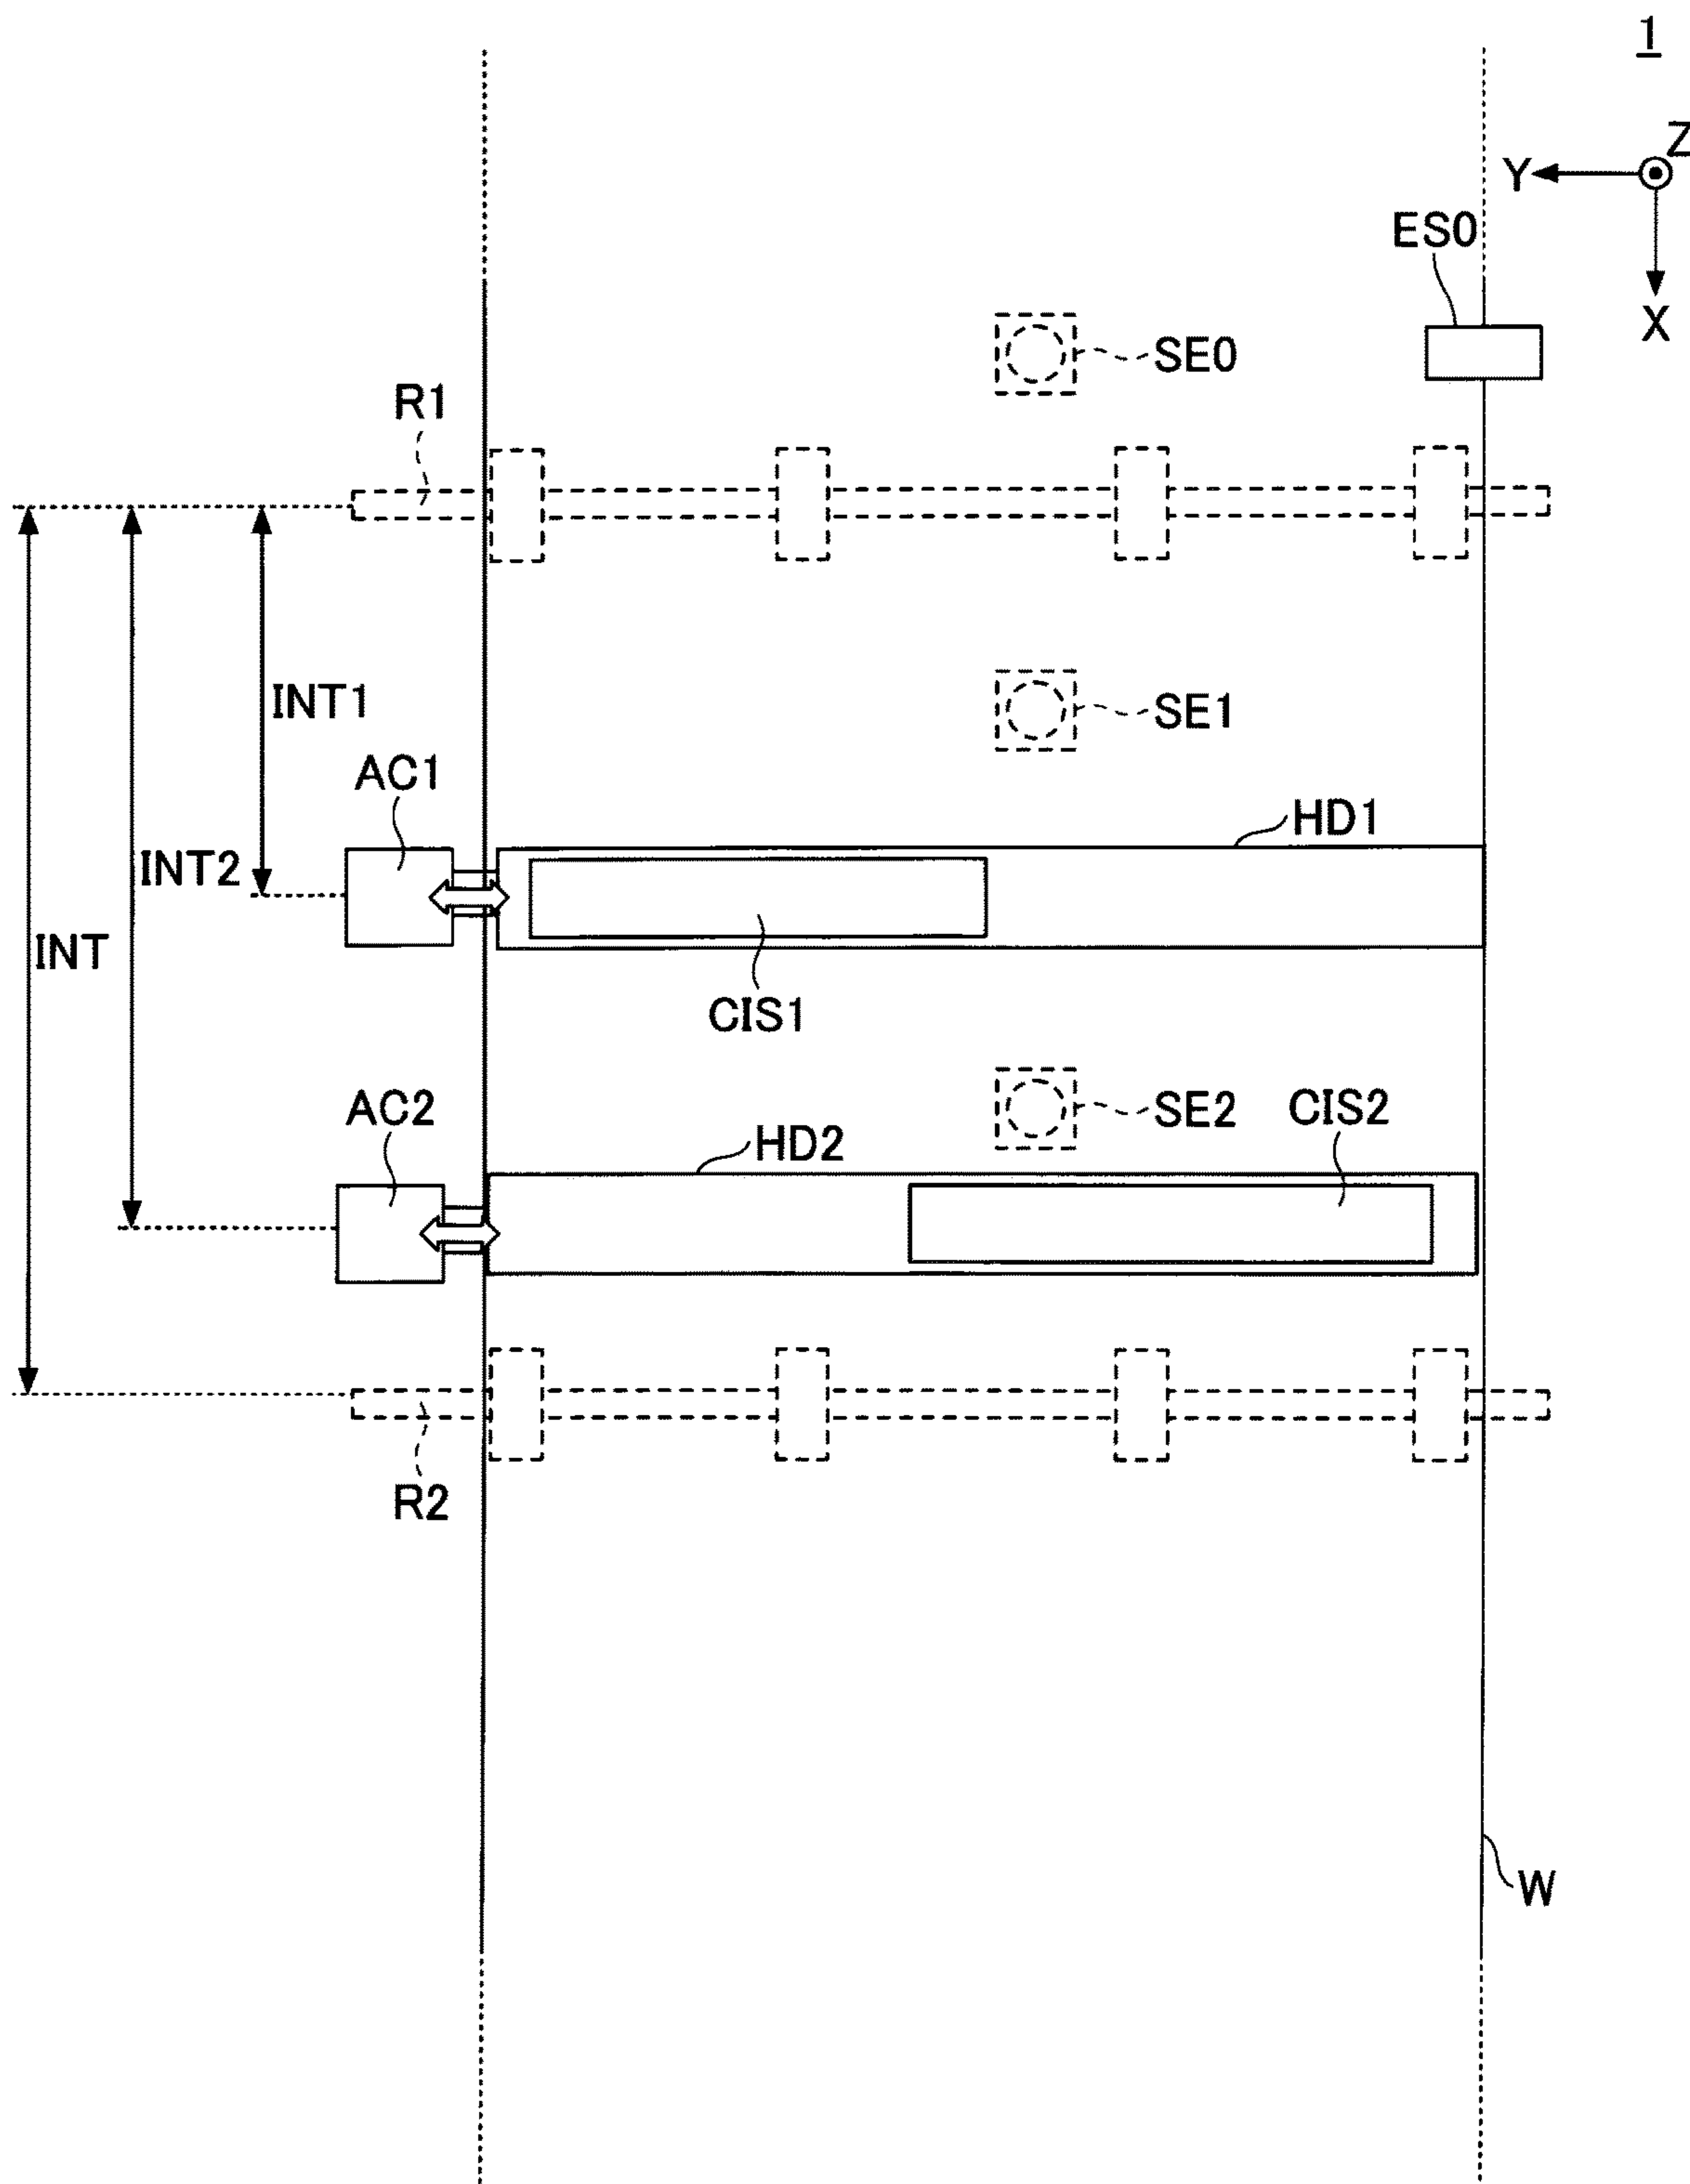 1
Z
Y
ES0
X
SE0
R1
INT1
SE1
AC1
HD1
INT2
INT
CIS1
AC2
SE2
CIS2
HD2
R2
W